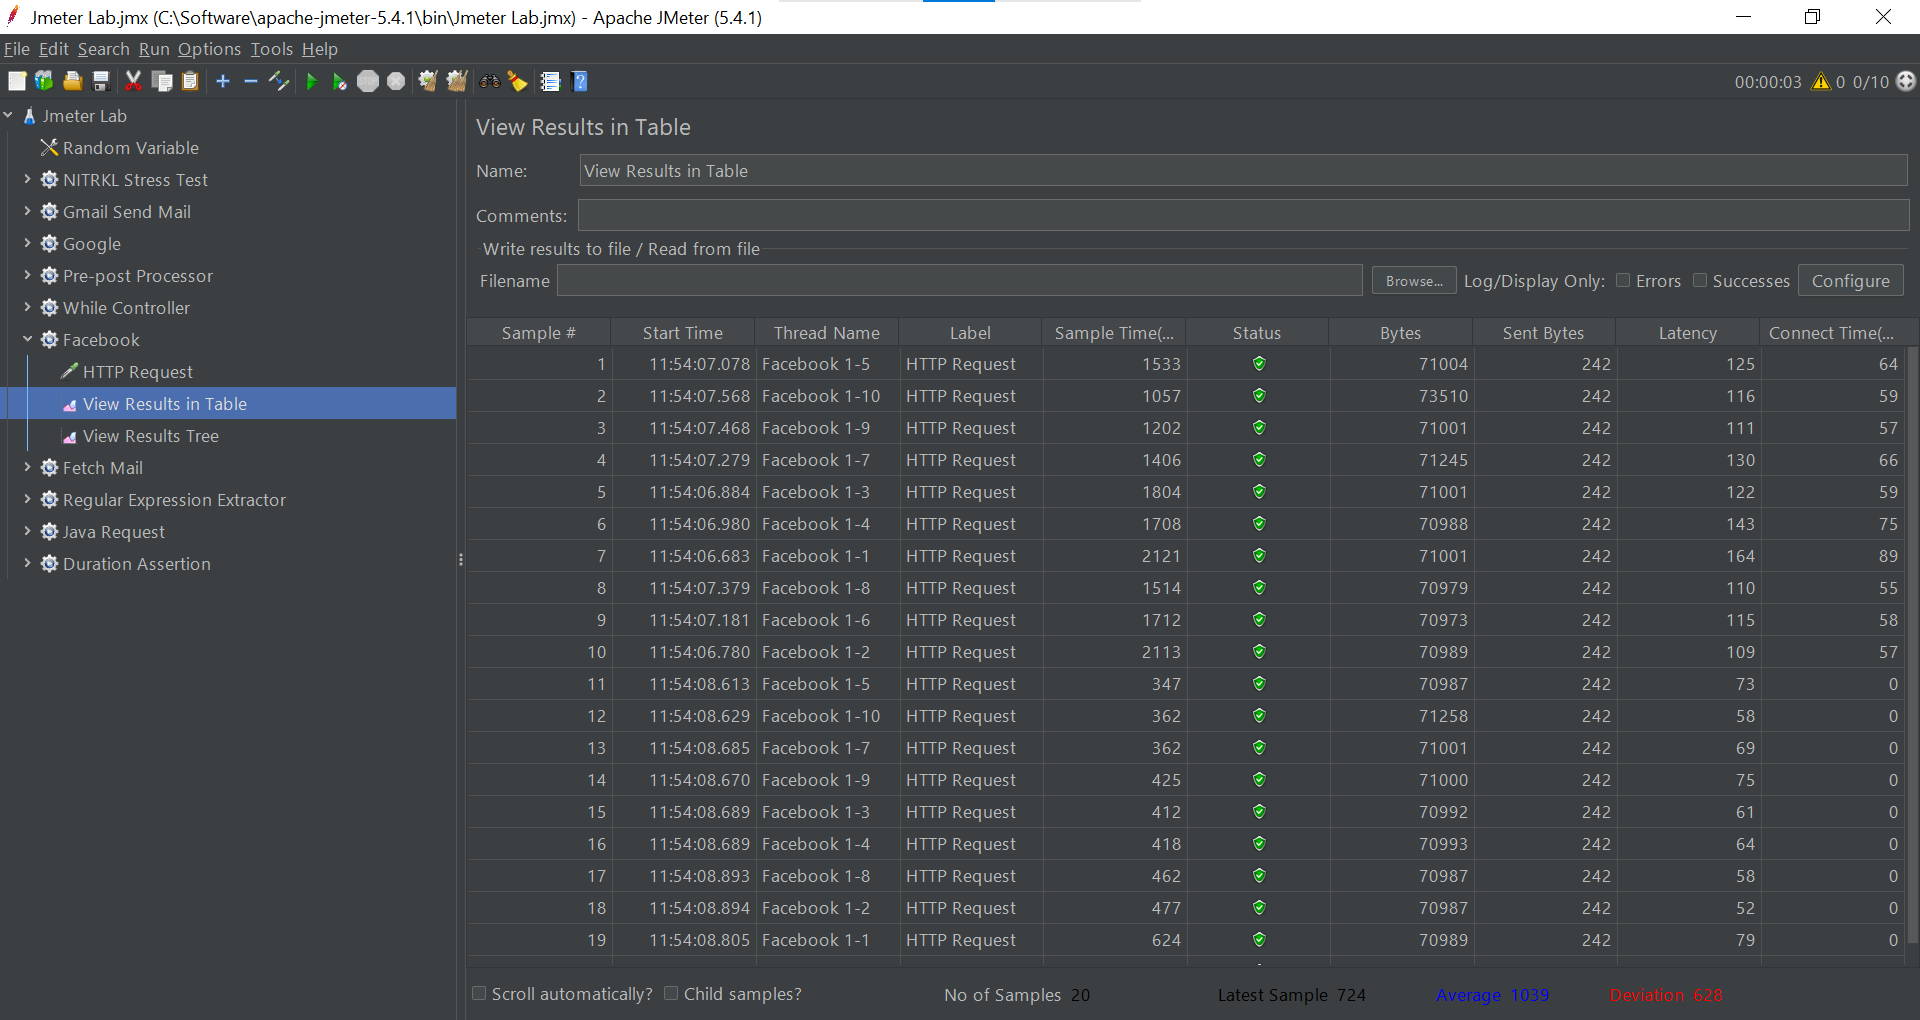 Jmeter Lab.jmx (C:\Software\apache-jmeter-5.4.1\bin\Jmeter Lab.jmx) - Apache JMeter (5.4.1)
File Edit Search Run Options Tools Help
00:00:03 0 0/10
Jmeter Lab
Random Variable
NITRKL Stress Test
Gmail Send Mail
Google
Pre-post Processor
While Controller
Facebook
HTTP Request
View Results in Table
View Results Tree
Fetch Mail
Regular Expression Extractor
Java Request
Duration Assertion
View Results in Table
Name: View Results in Table
Comments:
Write results to file / Read from file
Filename Browse... Log/Display Only: Errors Successes Configure
Sample # Start Time Thread Name Label Sample Time(... Status Bytes Sent Bytes Latency Connect Time(...
1 11:54:07.078 Facebook 1-5 HTTP Request 1533 71004 242 125 64
2 11:54:07.568 Facebook 1-10 HTTP Request 1057 73510 242 116 59
3 11:54:07.468 Facebook 1-9 HTTP Request 1202 71001 242 111 57
4 11:54:07.279 Facebook 1-7 HTTP Request 1406 71245 242 130 66
5 11:54:06.884 Facebook 1-3 HTTP Request 1804 71001 242 122 59
6 11:54:06.980 Facebook 1-4 HTTP Request 1708 70988 242 143 75
7 11:54:06.683 Facebook 1-1 HTTP Request 2121 71001 242 164 89
8 11:54:07.379 Facebook 1-8 HTTP Request 1514 70979 242 110 55
9 11:54:07.181 Facebook 1-6 HTTP Request 1712 70973 242 115 58
10 11:54:06.780 Facebook 1-2 HTTP Request 2113 70989 242 109 57
11 11:54:08.613 Facebook 1-5 HTTP Request 347 70987 242 73 0
12 11:54:08.629 Facebook 1-10 HTTP Request 362 71258 242 58 0
13 11:54:08.685 Facebook 1-7 HTTP Request 362 71001 242 69 0
14 11:54:08.670 Facebook 1-9 HTTP Request 425 71000 242 75 0
15 11:54:08.689 Facebook 1-3 HTTP Request 412 70992 242 61 0
16 11:54:08.689 Facebook 1-4 HTTP Request 418 70993 242 64 0
17 11:54:08.893 Facebook 1-8 HTTP Request 462 70987 242 58 0
18 11:54:08.894 Facebook 1-2 HTTP Request 477 70987 242 52 0
19 11:54:08.805 Facebook 1-1 HTTP Request 624 70989 242 79 0
Scroll automatically? Child samples? No of Samples 20 Latest Sample 724 Average 1039 Deviation 628